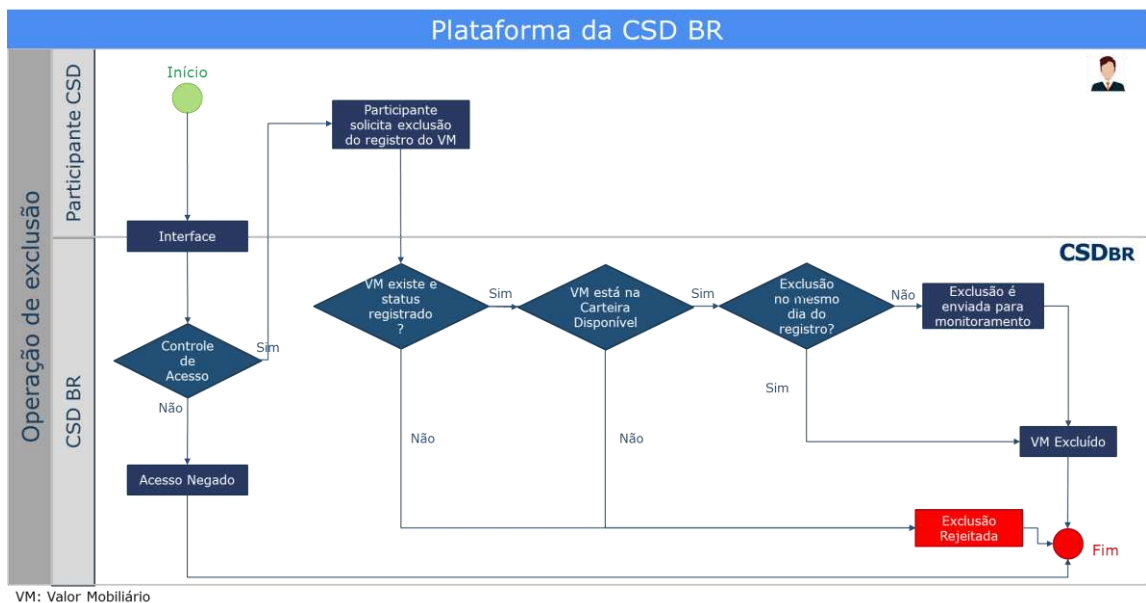 Plataforma da CSD BR
Operação de exclusão
Participante CSD
CSD BR
Início
Participante
solicita exclusão
do registro do VM
Interface
CSDBR
VM existe e
status
registrado
?
Sim
VM está na
Carteira
Disponível
Sim
Exclusão
no mesmo
dia do
registro?
Não
Exclusão é
enviada para
monitoramento
Controle
de
Acesso
Sim
Não
Sim
Não
Não
VM Excluído
Acesso Negado
Exclusão
Rejeitada
Fim
VM: Valor Mobiliário